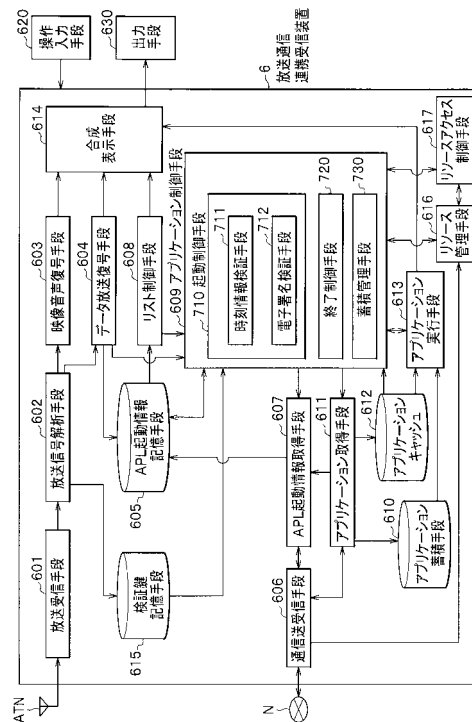 620
操作入力
手段
630
出力
手段
6
放送通信
連携受信装置
614
合成
表示手段
603
映像音声復号手段
604
データ放送復号手段
608
リスト制御手段
609 アプリケーション制御手段
710 起動制御手段
711
時刻情報検証手段
712
電子署名検証手段
720
終了制御手段
730
蓄積管理手段
617
リソースアクセス
制御手段
616
リソース
管理手段
602
放送信号解析手段
605
APL起動情報
記憶手段
607
APL起動情報取得手段
611
アプリケーション取得手段
612
アプリケーション
キャッシュ
613
アプリケーション
実行手段
601
放送受信手段
615
検証鍵
記憶手段
606
通信送受信手段
610
アプリケーション
蓄積手段
ATN
N